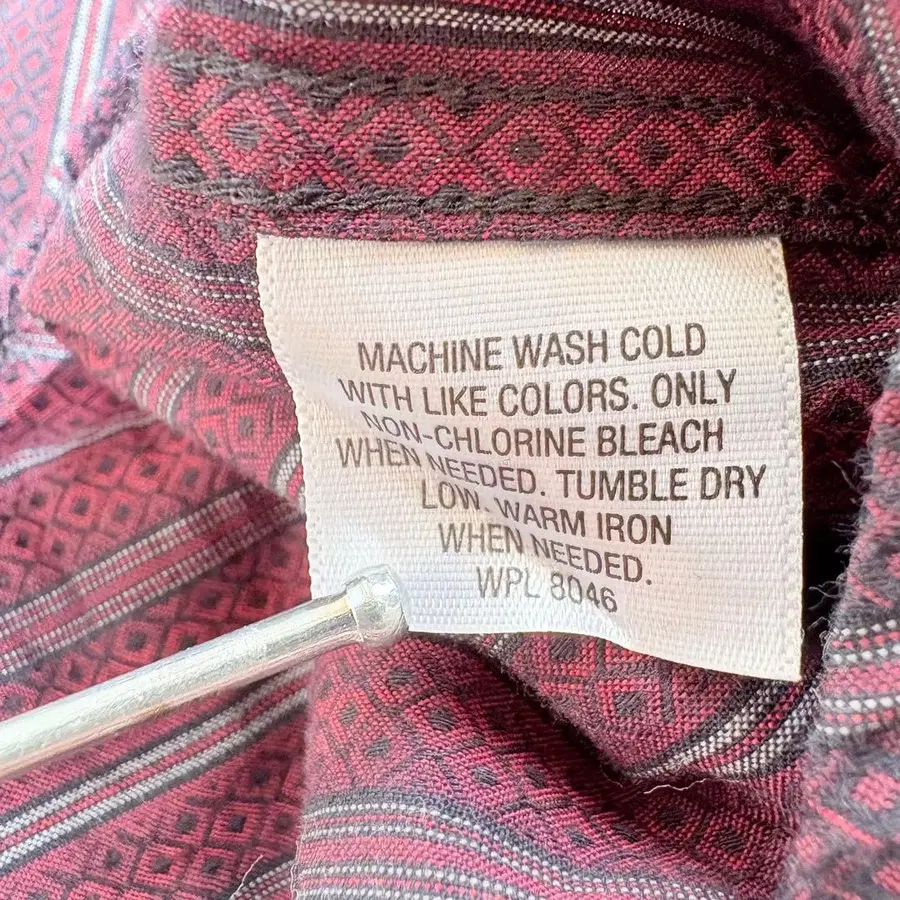 MACHINE WASH COLD
WITH LIKE COLORS. ONLY
NON-CHLORINE BLEACH
WHEN NEEDED. TUMBLE DRY
LOW. WARM IRON
WHEN NEEDED.
WPL 8046